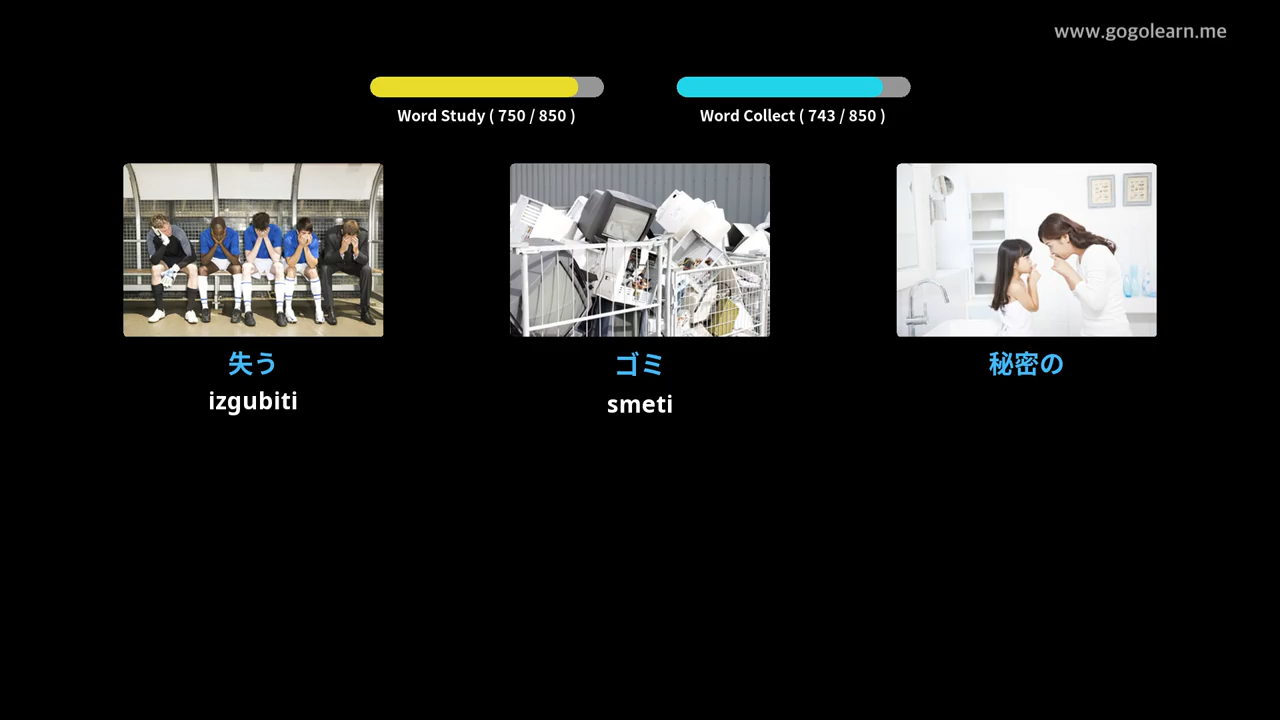 www.gogolearn.me
Word Study ( 750 / 850 )
Word Collect ( 743 / 850 )
失う
izgubiti
ゴミ
smeti
秘密の